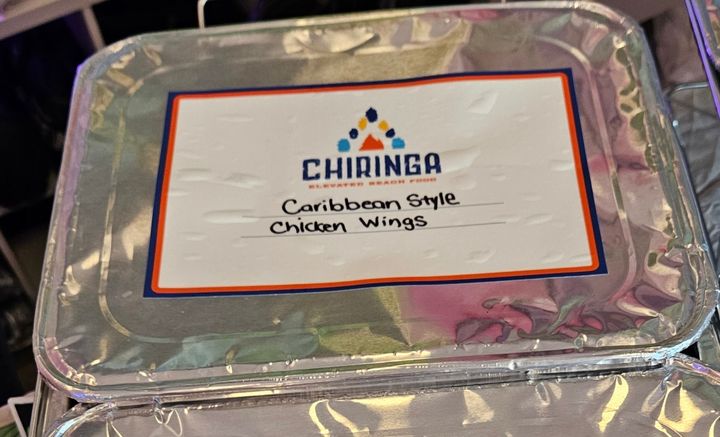 CHIRINGA
ELEVATED BEACH FOOD
Caribbean Style
Chicken Wings